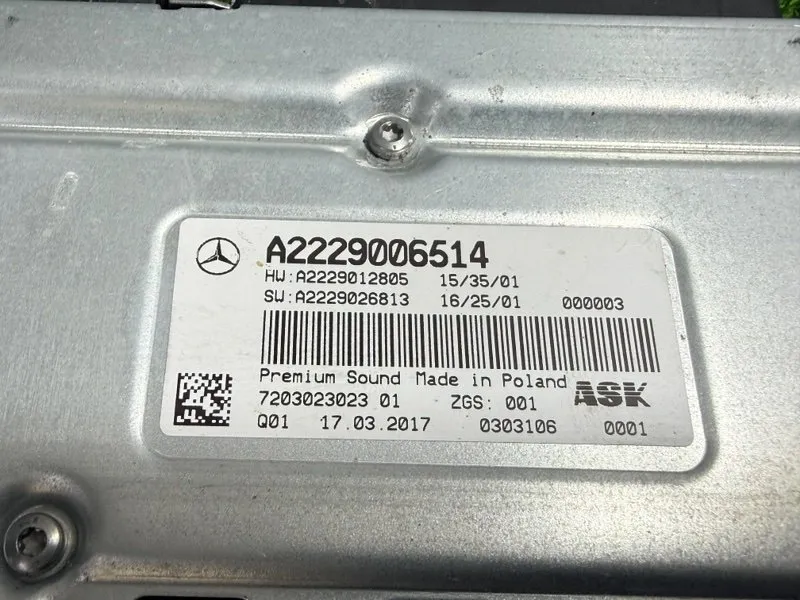 A2229006514
HW:A2229012805 15/35/01
SW:A2229026813 16/25/01 000003
Premium Sound Made in Poland ASK
7203023023 01 ZGS: 001
Q01 17.03.2017 0303106 0001